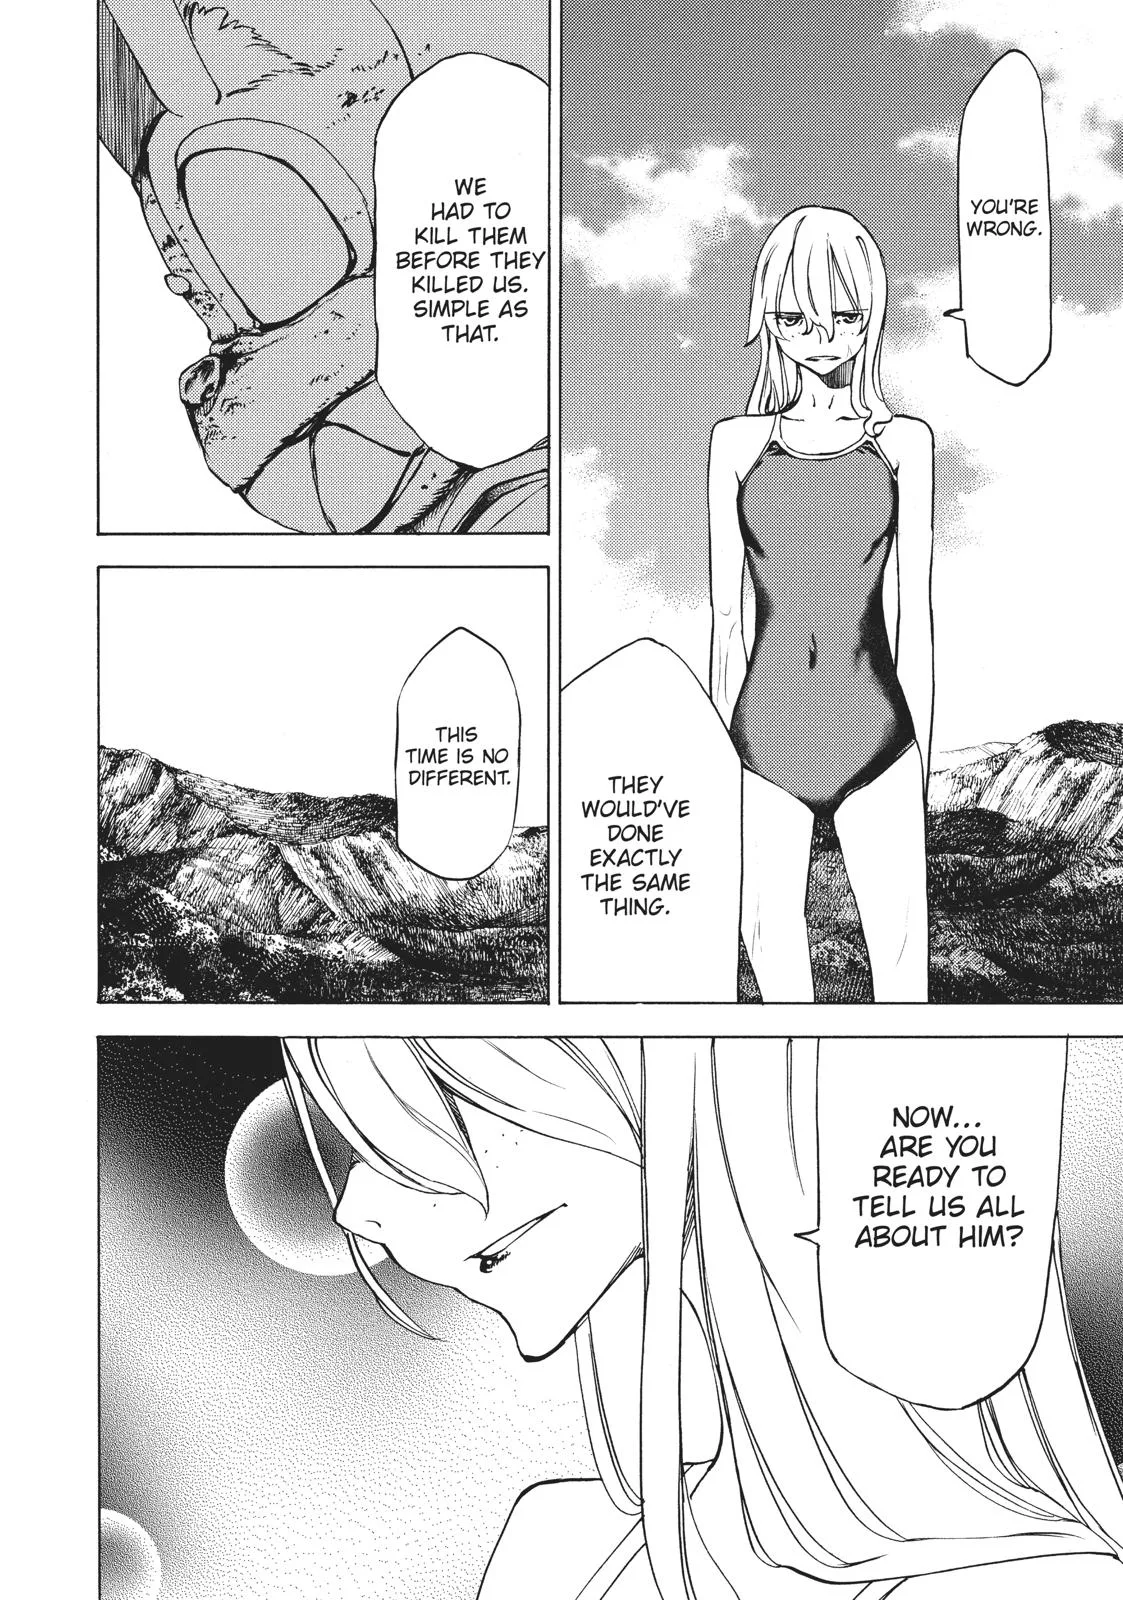 YOU'RE
WRONG.
THEY
WOULD'VE
DONE
EXACTLY
THE SAME
THING.
WE
HAD TO
KILL THEM
BEFORE THEY
KILLED US.
SIMPLE AS
THAT.
THIS
TIME IS NO
DIFFERENT.
NOW...
ARE YOU
READY TO
TELL US ALL
ABOUT HIM?